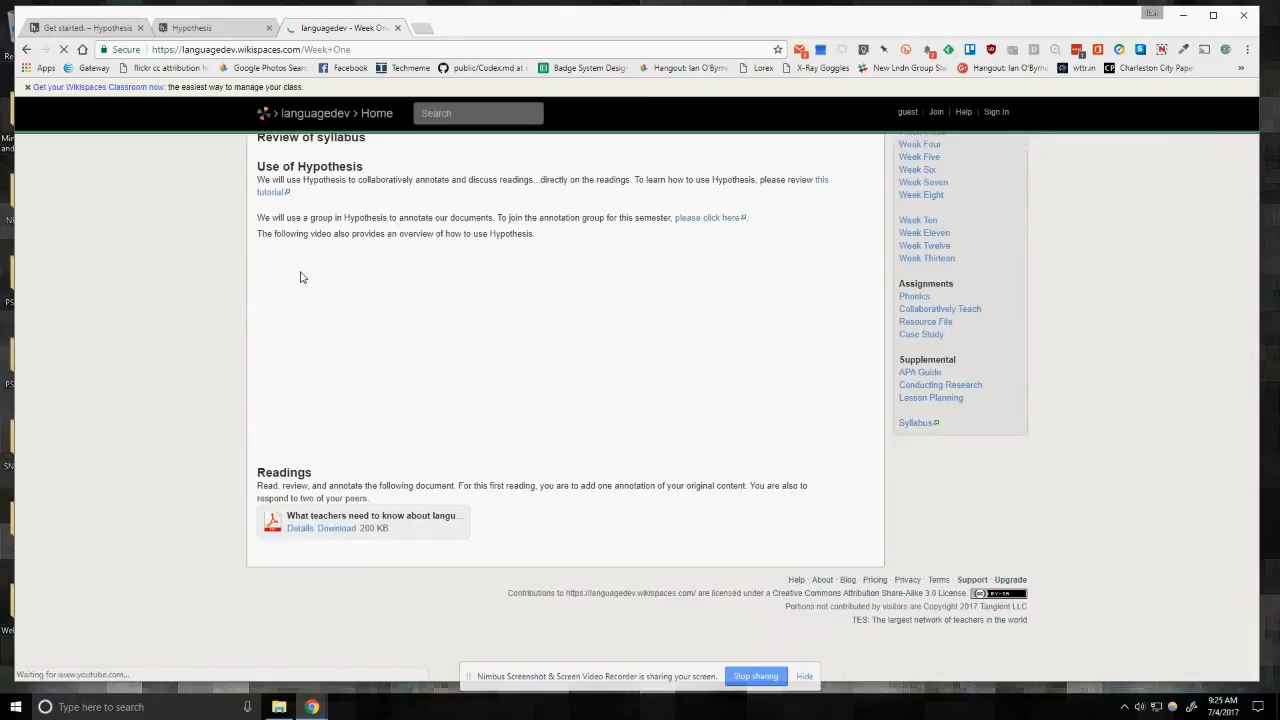 Get started. – Hypothesis
Hypothesis
languagedev - Week One
Secure
https://languagedev.wikispaces.com/Week+One
Apps
Gateway
flickr cc attribution h
Google Photos Searc
Facebook
Techmeme
public/Codex.md at
Badge System Desig
Hangout: Ian O'Byrne
Lorex
X-Ray Goggles
New Lndn Group Sla
Hangout: Ian O'Byrn
wttr.in
Charleston City Pape
»
Get your Wikispaces Classroom now: the easiest way to manage your class.
languagedev > Home
Search
guest | Join | Help | Sign In
Review of syllabus
Use of Hypothesis
We will use Hypothesis to collaboratively annotate and discuss readings...directly on the readings. To learn how to use Hypothesis, please review this
tutorial
We will use a group in Hypothesis to annotate our documents. To join the annotation group for this semester, please click here.
The following video also provides an overview of how to use Hypothesis.
Readings
Read, review, and annotate the following document. For this first reading, you are to add one annotation of your original content. You are also to
respond to two of your peers.
What teachers need to know about langu...
Details Download 200 KB
Week Four
Week Five
Week Six
Week Seven
Week Eight
Week Ten
Week Eleven
Week Twelve
Week Thirteen
Assignments
Phonics
Collaboratively Teach
Resource File
Case Study
Supplemental
APA Guide
Conducting Research
Lesson Planning
Syllabus
Help · About · Blog · Pricing · Privacy · Terms · Support · Upgrade
Contributions to https://languagedev.wikispaces.com/ are licensed under a Creative Commons Attribution Share-Alike 3.0 License.
Portions not contributed by visitors are Copyright 2017 Tangient LLC
TES: The largest network of teachers in the world
Waiting for www.youtube.com...
Nimbus Screenshot & Screen Video Recorder is sharing your screen.
Stop sharing
Hide
Type here to search
9:25 AM
7/4/2017